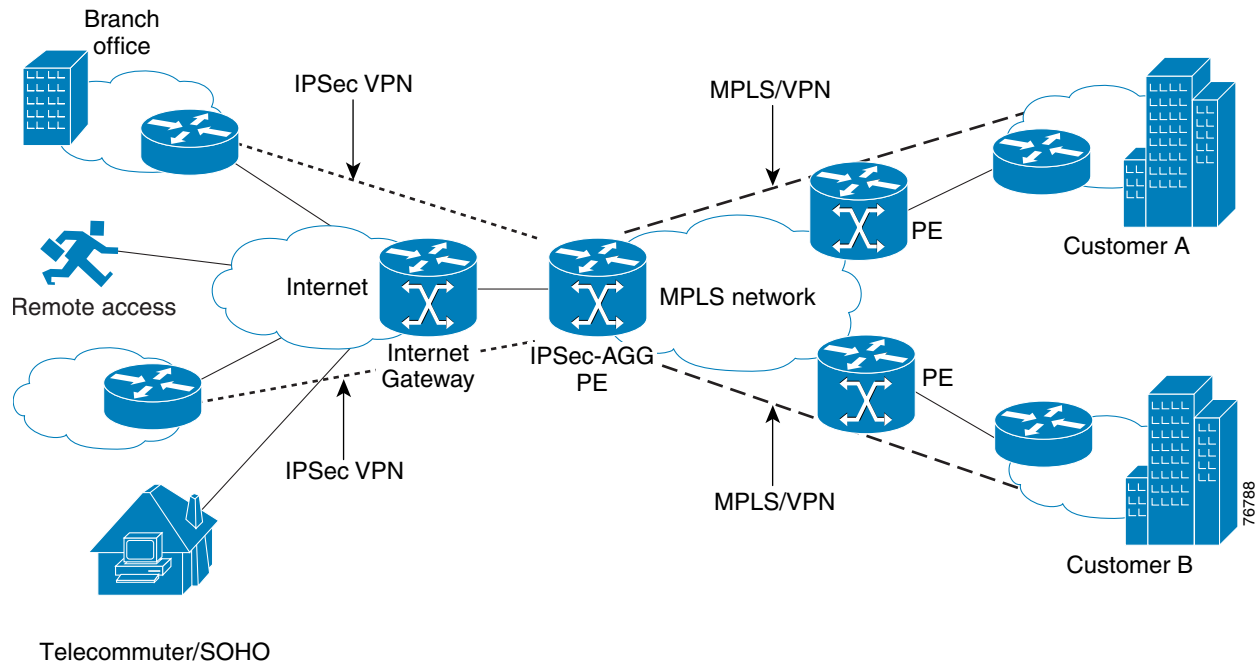 Branch
office
IPSec VPN
MPLS/VPN
Customer A
PE
Remote access
Internet
MPLS network
Internet
Gateway
IPSec-AGG
PE
PE
IPSec VPN
MPLS/VPN
Customer B
76788
Telecommuter/SOHO